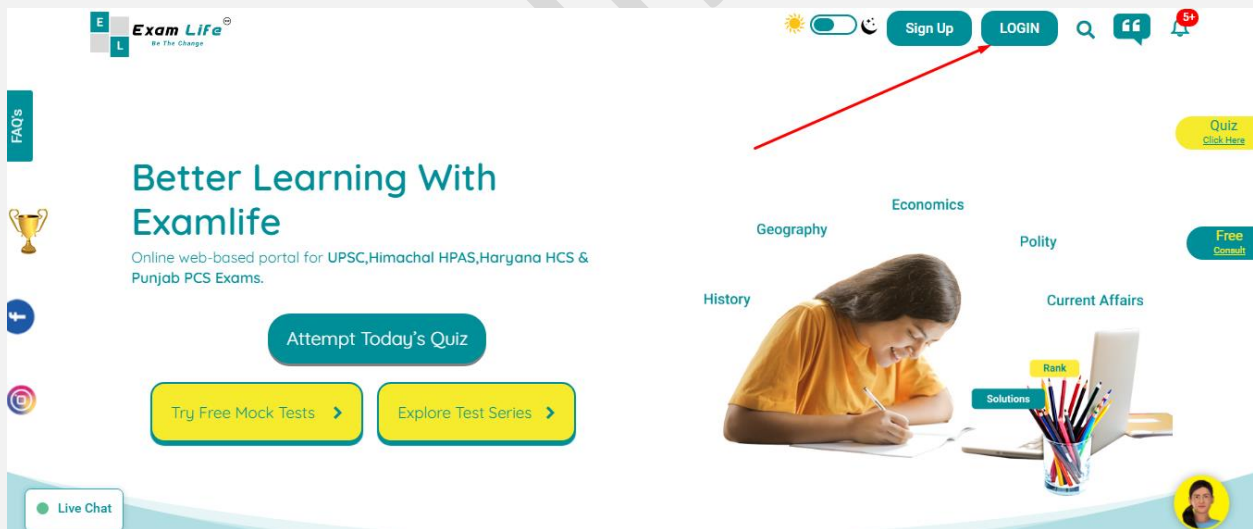 E
L
Exam Life
Be The Change
Sign Up
LOGIN
5+
FAQ's
Quiz
Click Here
Better Learning With
Examlife
Online web-based portal for UPSC,Himachal HPAS,Haryana HCS &
Punjab PCS Exams.
Economics
Geography
Polity
Free
Consult
History
Current Affairs
Attempt Today's Quiz
Rank
Solutions
Try Free Mock Tests
Explore Test Series
Live Chat